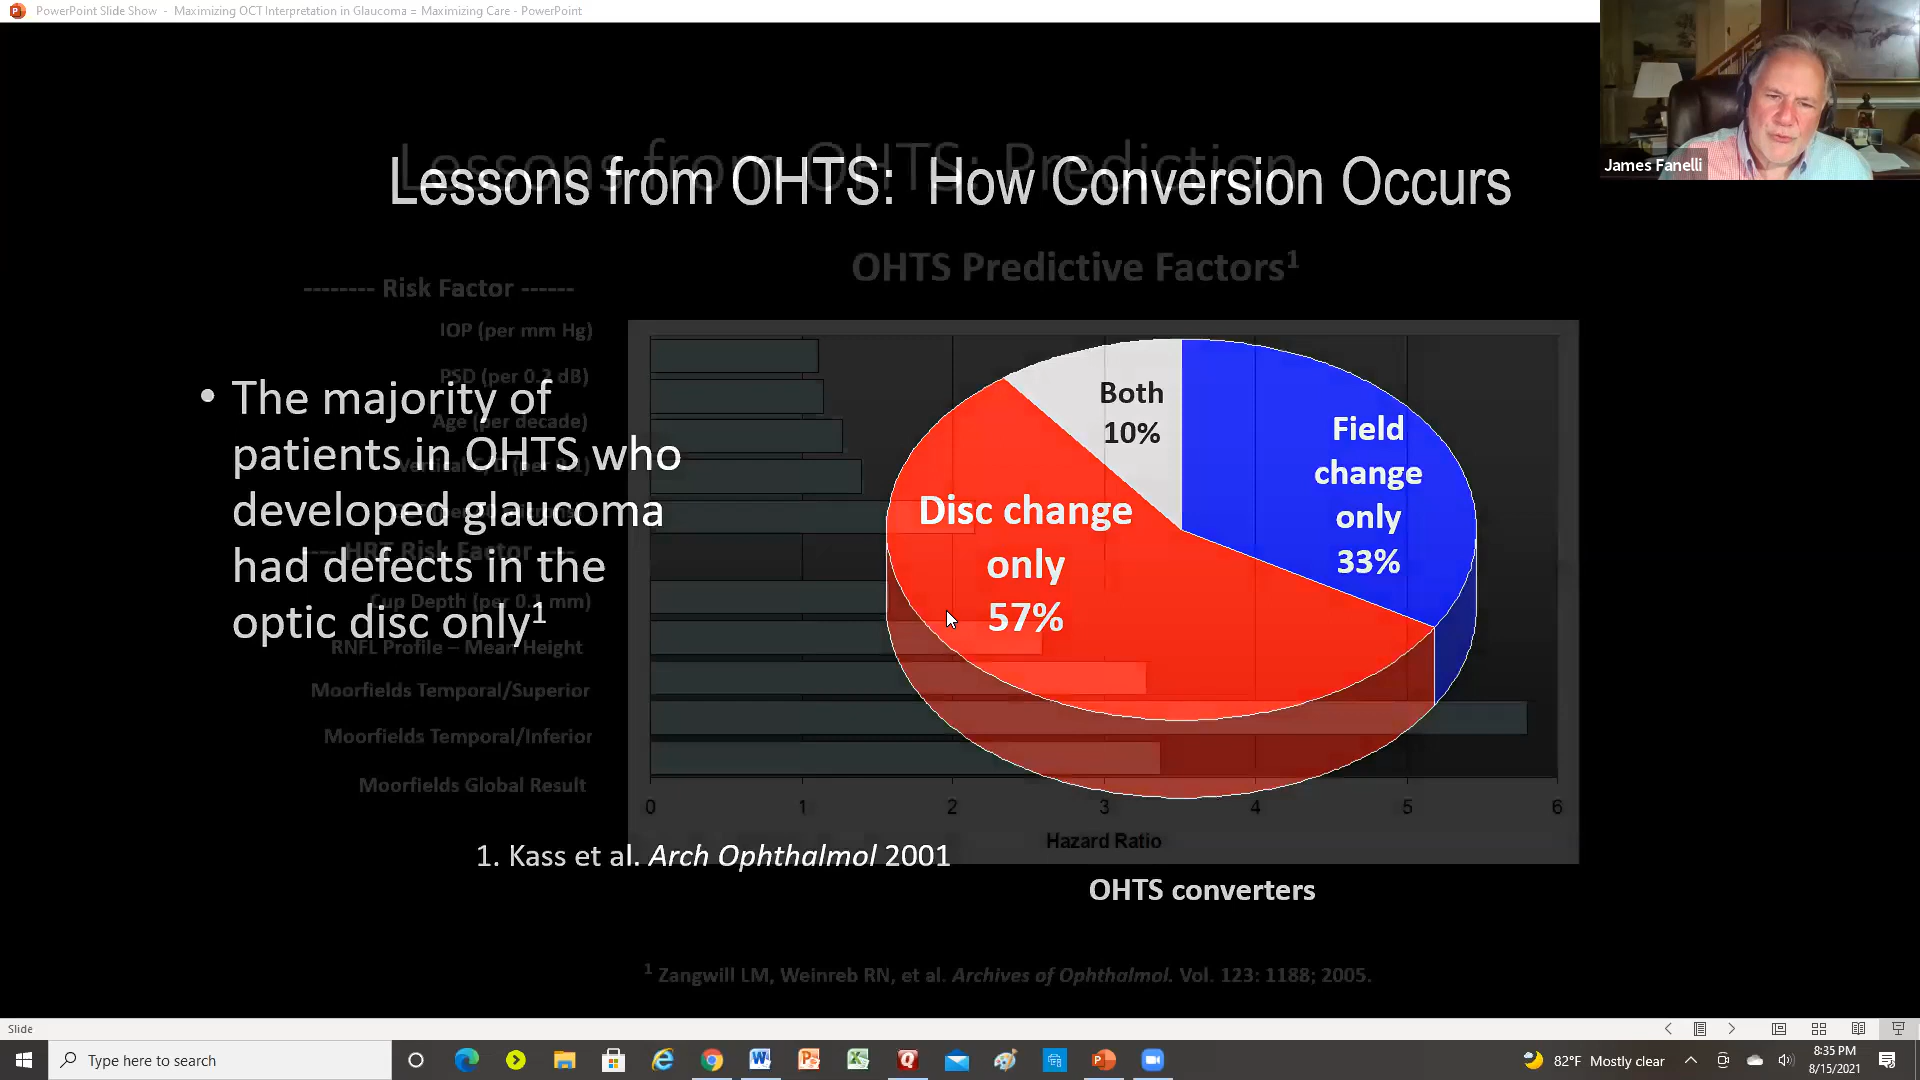 PowerPoint Slide Show - Maximizing OCT Interpretation in Glaucoma = Maximizing Care - PowerPoint
James Fanelli
Lessons from OHTS: How Conversion Occurs
Lessons from OHTS: Prediction
OHTS Predictive Factors¹
-------- Risk Factor ------
IOP (per mm Hg)
PSD (per 0.2 dB)
Age (per decade)
• The majority of
patients in OHTS who
developed glaucoma
had defects in the
optic disc only¹
HRT Risk Factor
Cup Depth (per 0.1 mm)
RNFL Profile – Mean Height
Moorfields Temporal/Superior
Moorfields Temporal/Inferior
Moorfields Global Result
Both
10%
Field
change
only
33%
Disc change
only
57%
0 1 2 3 4 5 6
Hazard Ratio
1. Kass et al. Arch Ophthalmol 2001
OHTS converters
¹ Zangwill LM, Weinreb RN, et al. Archives of Ophthalmol. Vol. 123: 1188; 2005.
Slide
Type here to search
82°F Mostly clear
8:35 PM
8/15/2021